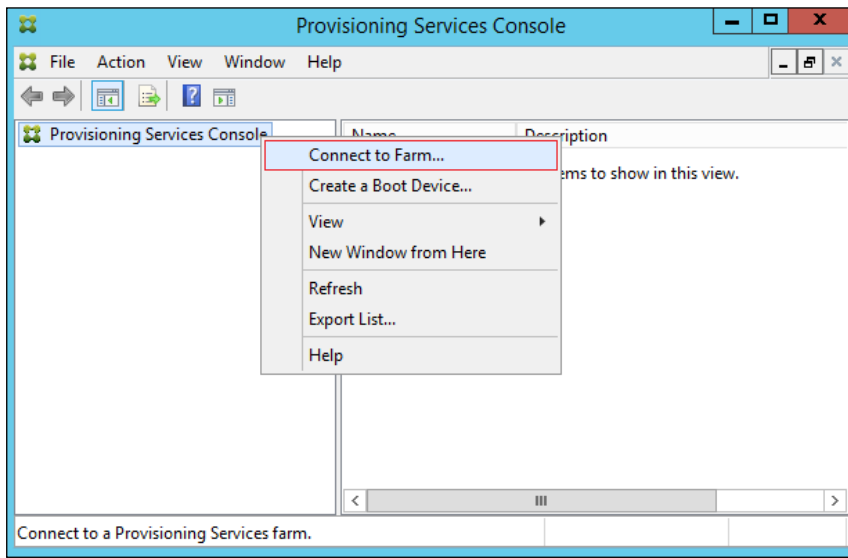 Provisioning Services Console
File Action View Window Help
Provisioning Services Console
Name Description
Connect to Farm...
Create a Boot Device...
View
New Window from Here
Refresh
Export List...
Help
to show in this view.
Connect to a Provisioning Services farm.